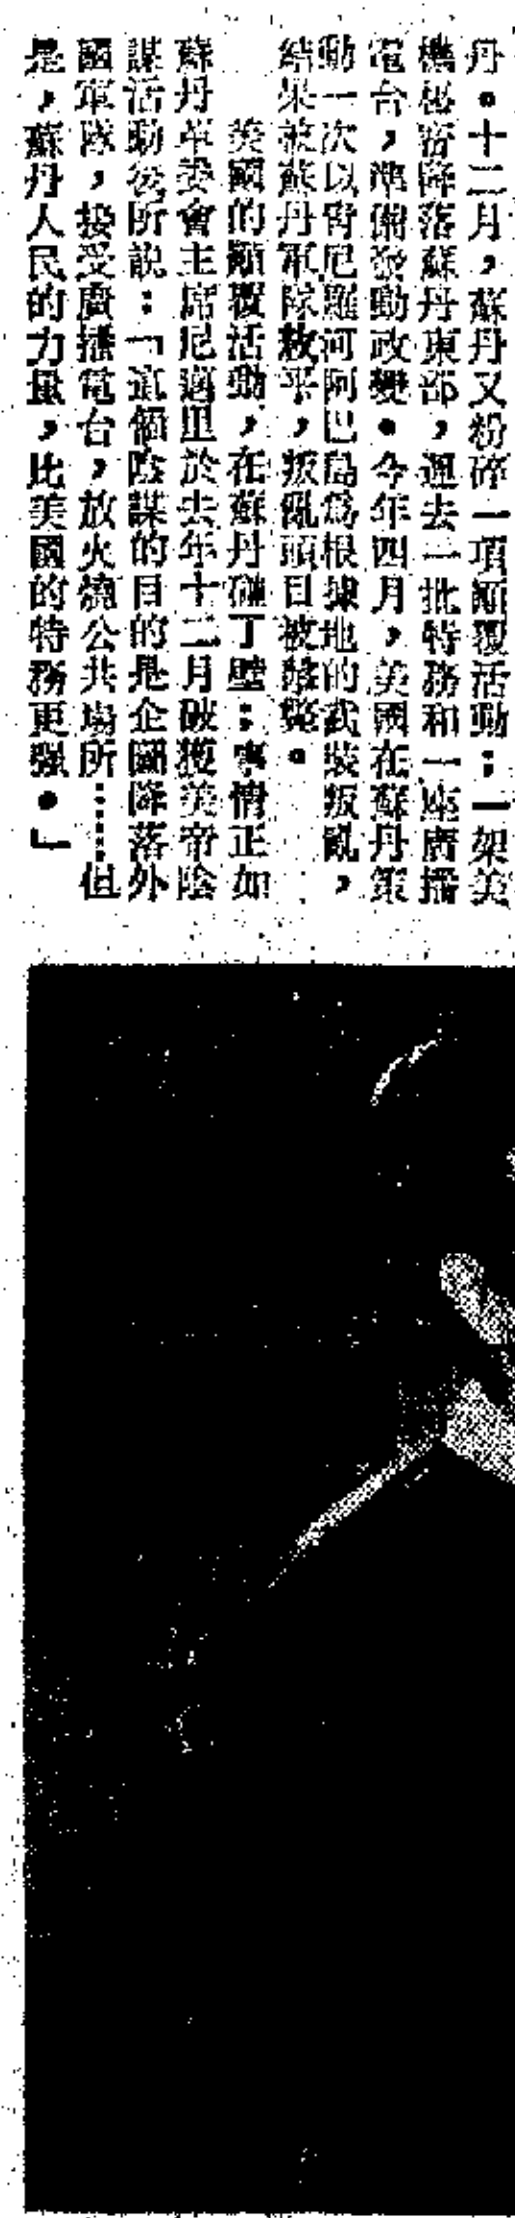 丹。十二月，蘇丹又粉碎一項顛覆活動：一架美
機秘密降落蘇丹東部，運去一批特務和一座廣播
電台，準備發動政變。今年四月，美國在蘇丹策
動一次以青尼羅河阿巴島爲根據地的武裝叛亂，
結果被蘇丹軍隊敉平，叛亂頭目被擊斃。
美國的顛覆活動，在蘇丹碰了壁；事情正如
蘇丹革委會主席尼邁里於去年十二月破獲美帝陰
謀活動後所說：「這個陰謀的目的是企圖降落外
國軍隊，接受廣播電台，放火燒公共場所……但
是，蘇丹人民的力量，比美國的特務更強。」